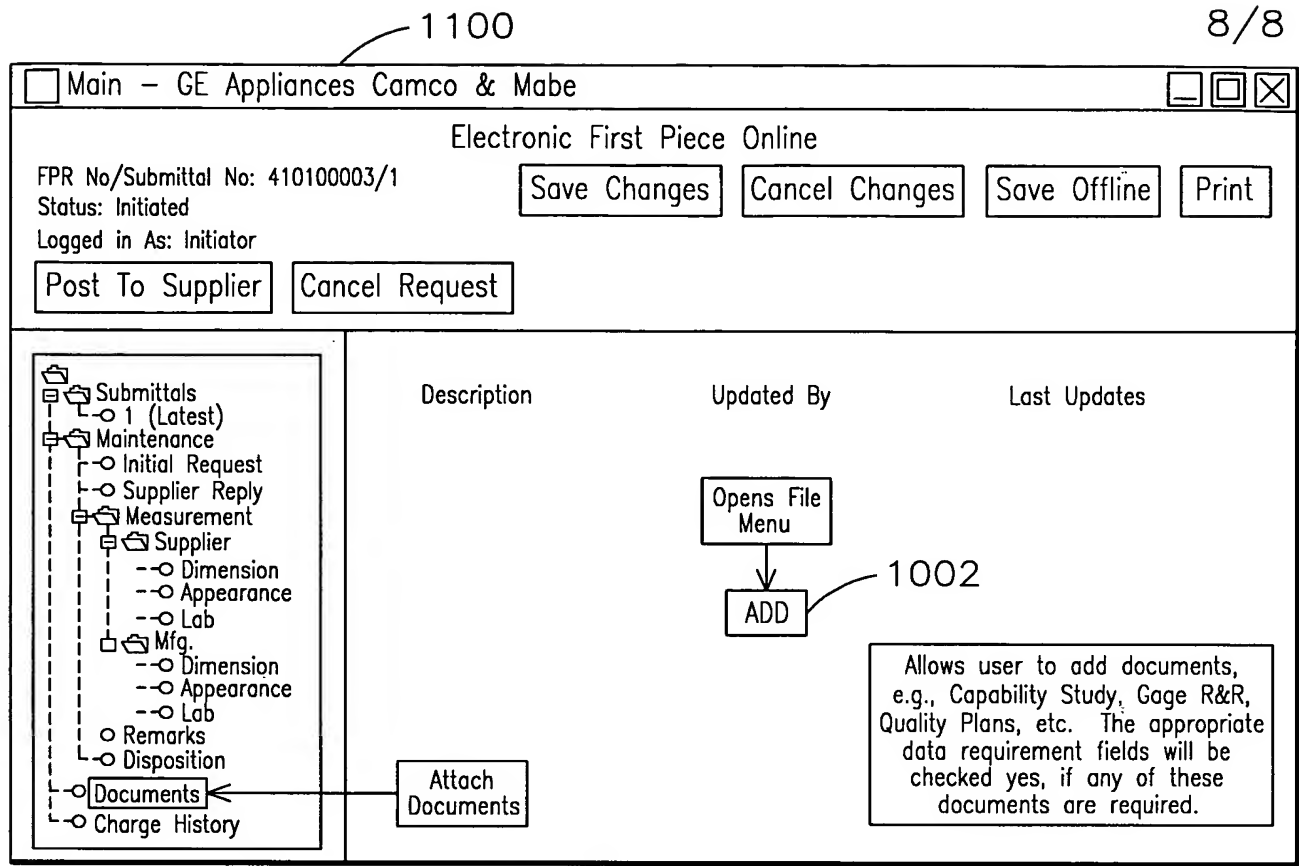 1100
8/8
Main – GE Appliances Camco & Mabe
Electronic First Piece Online
FPR No/Submittal No: 410100003/1
Status: Initiated
Logged in As: Initiator
Save Changes
Cancel Changes
Save Offline
Print
Post To Supplier
Cancel Request
Submittals
1 (Latest)
Maintenance
Initial Request
Supplier Reply
Measurement
Supplier
Dimension
Appearance
Lab
Mfg.
Dimension
Appearance
Lab
Remarks
Disposition
Documents
Charge History
Description
Updated By
Last Updates
Opens File
Menu
ADD
1002
Attach
Documents
Allows user to add documents,
e.g., Capability Study, Gage R&R,
Quality Plans, etc. The appropriate
data requirement fields will be
checked yes, if any of these
documents are required.